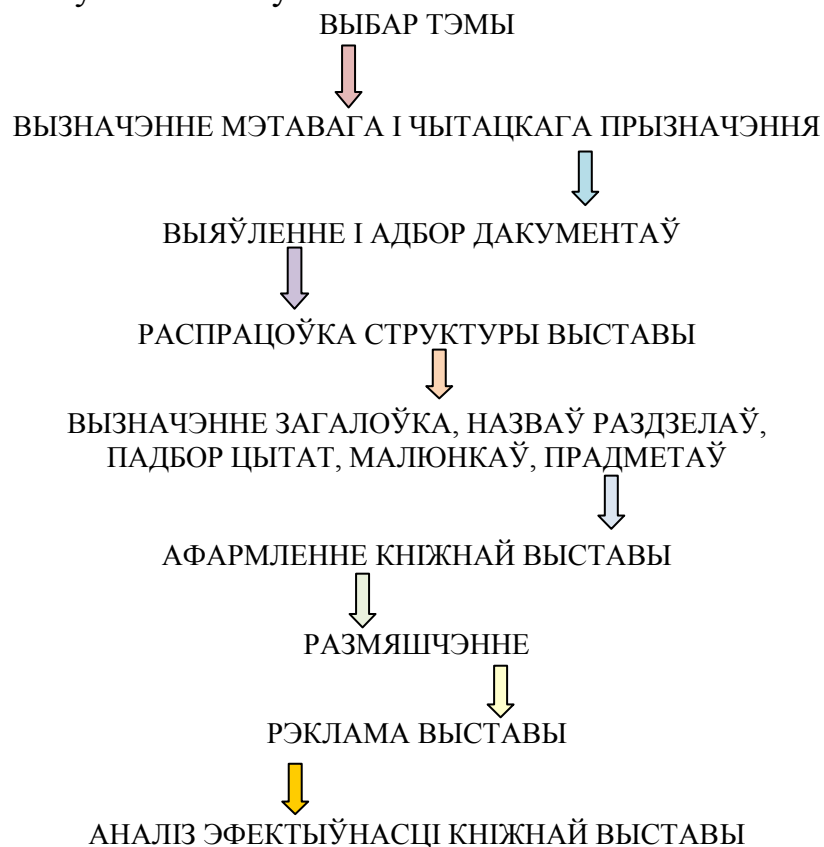 ВЫБАР ТЭМЫ
ВЫЗНАЧЭННЕ МЭТАВАГА І ЧЫТАЦКАГА ПРЫЗНАЧЭННЯ
ВЫЯЎЛЕННЕ І АДБОР ДАКУМЕНТАЎ
РАСПРАЦОЎКА СТРУКТУРЫ ВЫСТАВЫ
ВЫЗНАЧЭННЕ ЗАГАЛОЎКА, НАЗВАЎ РАЗДЗЕЛАЎ,
ПАДБОР ЦЫТАТ, МАЛЮНКАЎ, ПРАДМЕТАЎ
АФАРМЛЕННЕ КНІЖНАЙ ВЫСТАВЫ
РАЗМЯШЧЭННЕ
РЭКЛАМА ВЫСТАВЫ
АНАЛІЗ ЭФЕКТЫЎНАСЦІ КНІЖНАЙ ВЫСТАВЫ